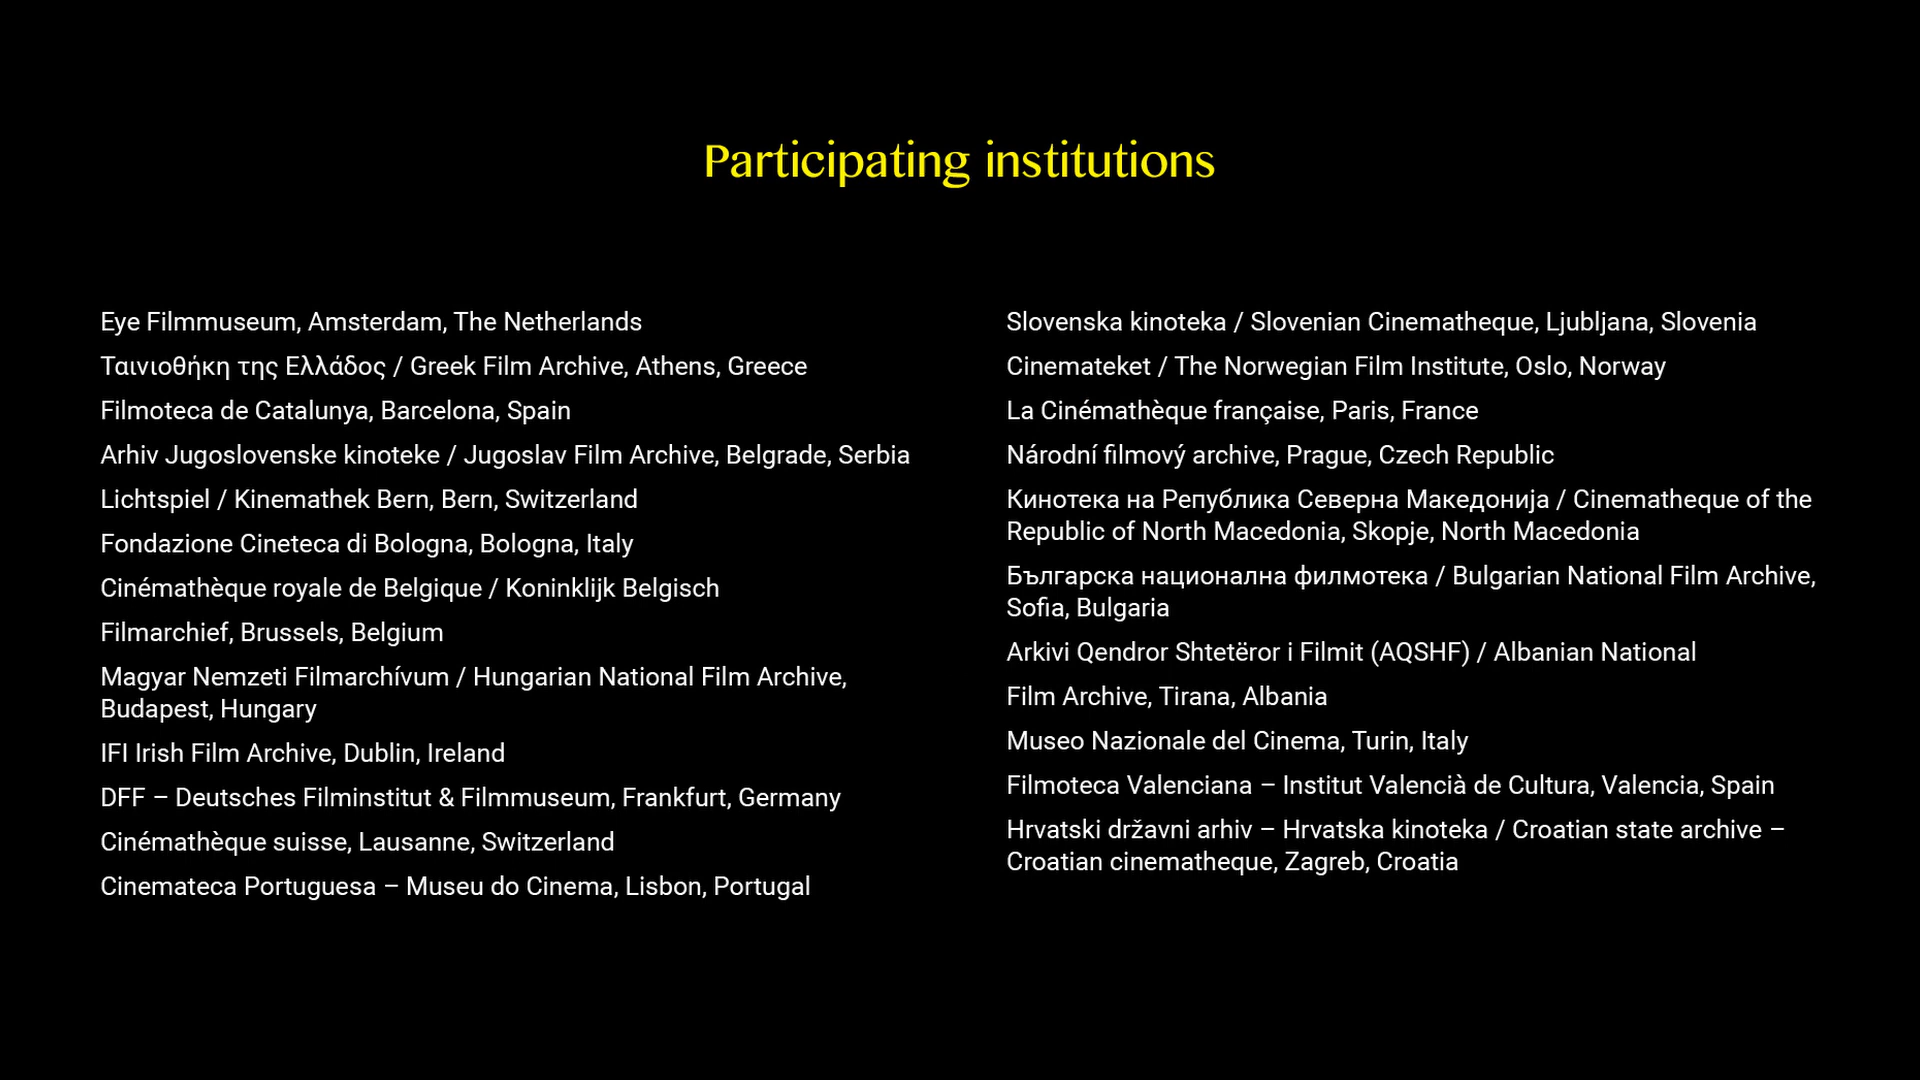 Participating institutions
Eye Filmmuseum, Amsterdam, The Netherlands
Ταινιοθήκη της Ελλάδος / Greek Film Archive, Athens, Greece
Filmoteca de Catalunya, Barcelona, Spain
Arhiv Jugoslovenske kinoteke / Jugoslav Film Archive, Belgrade, Serbia
Lichtspiel / Kinemathek Bern, Bern, Switzerland
Fondazione Cineteca di Bologna, Bologna, Italy
Cinémathèque royale de Belgique / Koninklijk Belgisch
Filmarchief, Brussels, Belgium
Magyar Nemzeti Filmarchívum / Hungarian National Film Archive,
Budapest, Hungary
IFI Irish Film Archive, Dublin, Ireland
DFF – Deutsches Filminstitut & Filmmuseum, Frankfurt, Germany
Cinémathèque suisse, Lausanne, Switzerland
Cinemateca Portuguesa – Museu do Cinema, Lisbon, Portugal
Slovenska kinoteka / Slovenian Cinematheque, Ljubljana, Slovenia
Cinemateket / The Norwegian Film Institute, Oslo, Norway
La Cinémathèque française, Paris, France
Národní filmový archive, Prague, Czech Republic
Кинотека на Република Северна Македонија / Cinematheque of the
Republic of North Macedonia, Skopje, North Macedonia
Българска национална филмотека / Bulgarian National Film Archive,
Sofia, Bulgaria
Arkivi Qendror Shtetëror i Filmit (AQSHF) / Albanian National
Film Archive, Tirana, Albania
Museo Nazionale del Cinema, Turin, Italy
Filmoteca Valenciana – Institut Valencià de Cultura, Valencia, Spain
Hrvatski državni arhiv – Hrvatska kinoteka / Croatian state archive –
Croatian cinematheque, Zagreb, Croatia